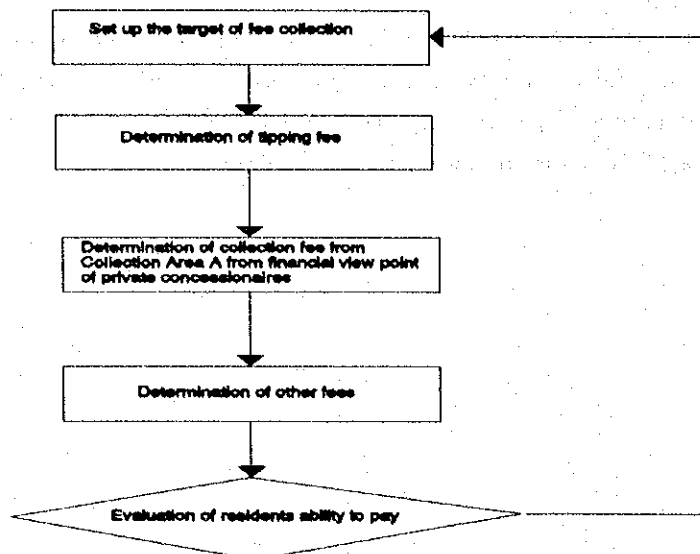 Set up the target of fee collection
Determination of tipping fee
Determination of collection fee from
Collection Area A from financial view point
of private concessionaires
Determination of other fees
Evaluation of residents ability to pay